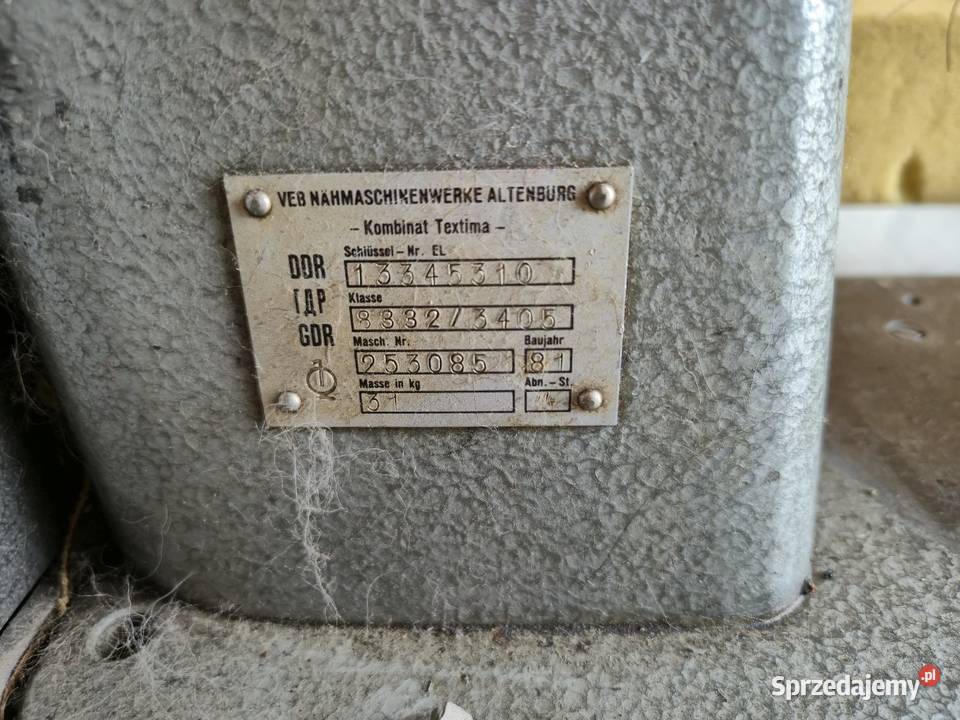 VEB NÄHMASCHINENWERKE ALTENBURG
- Kombinat Textima -
Schlüssel-Nr. EL
DDR 13345310
Klasse
ГДР 8332/3405
GDR
Masch. Nr. Baujahr
253085 81
Masse in kg Abn.-St.
31
Sprzedajemy.pl